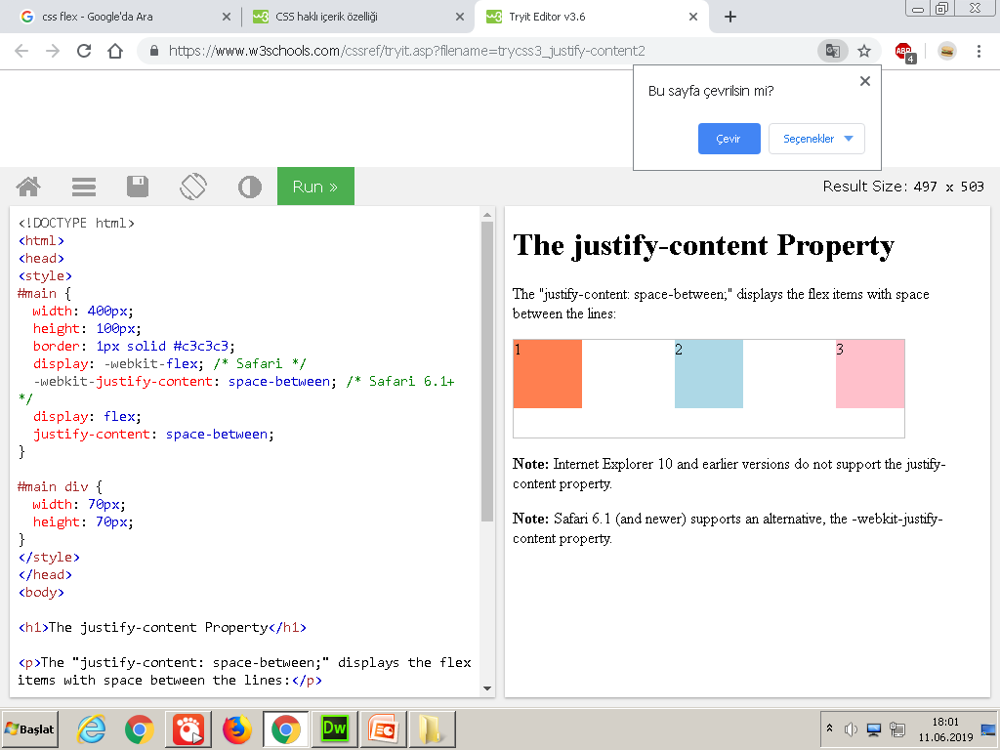 css flex - Google'da Ara
CSS haklı içerik özelliği
Tryit Editor v3.6
https://www.w3schools.com/cssref/tryit.asp?filename=trycss3_justify-content2
ABP
4
Bu sayfa çevrilsin mi?
Çevir
Seçenekler
Run »
Result Size: 497 x 503
<!DOCTYPE html>
<html>
<head>
<style>
#main {
  width: 400px;
  height: 100px;
  border: 1px solid #c3c3c3;
  display: -webkit-flex; /* Safari */
  -webkit-justify-content: space-between; /* Safari 6.1+
*/
  display: flex;
  justify-content: space-between;
}
#main div {
  width: 70px;
  height: 70px;
}
</style>
</head>
<body>
<h1>The justify-content Property</h1>
<p>The "justify-content: space-between;" displays the flex
items with space between the lines:</p>
The justify-content Property
The "justify-content: space-between;" displays the flex items with space
between the lines:
1
2
3
Note: Internet Explorer 10 and earlier versions do not support the justify-
content property.
Note: Safari 6.1 (and newer) supports an alternative, the -webkit-justify-
content property.
Başlat
Dw
18:01
11.06.2019